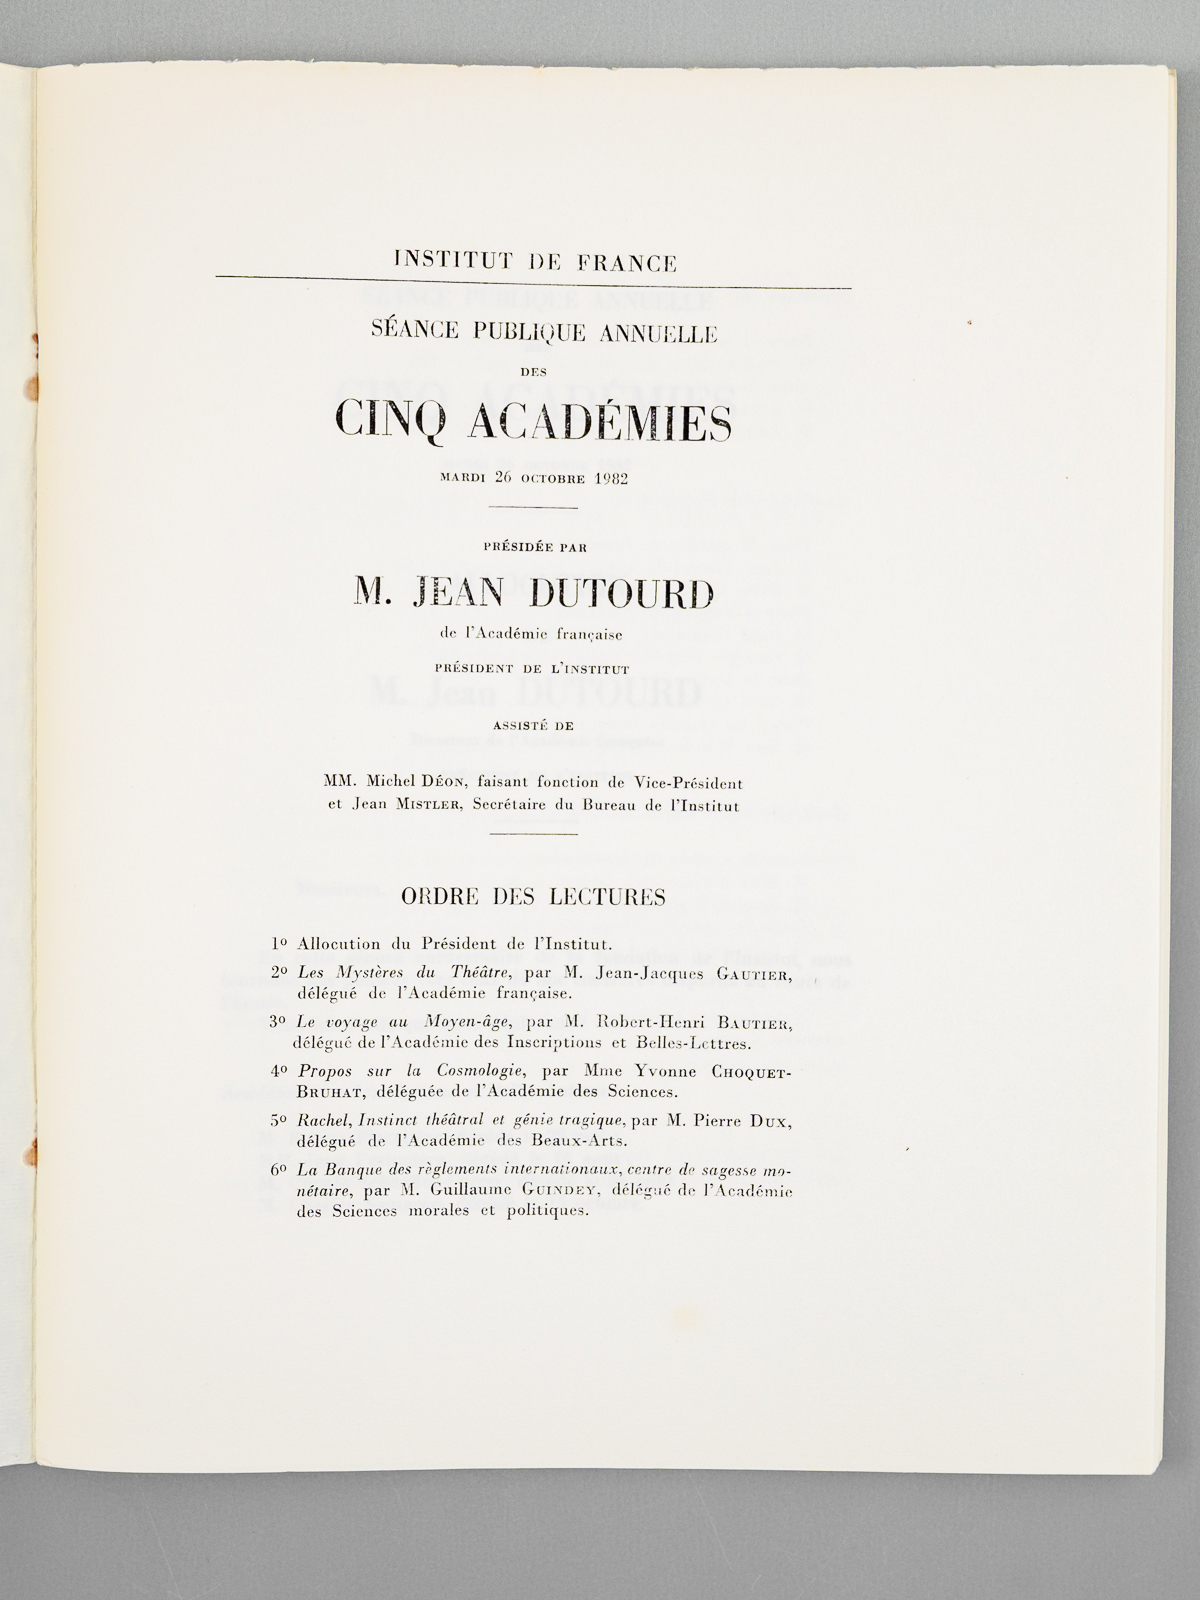 INSTITUT DE FRANCE
SÉANCE PUBLIQUE ANNUELLE
DES
CINQ ACADÉMIES
MARDI 26 OCTOBRE 1982
PRÉSIDÉE PAR
M. JEAN DUTOURD
de l'Académie française
PRÉSIDENT DE L'INSTITUT
ASSISTÉ DE
MM. Michel DÉON, faisant fonction de Vice-Président
et Jean MISTLER, Secrétaire du Bureau de l'Institut
ORDRE DES LECTURES
1º Allocution du Président de l'Institut.
2º Les Mystères du Théâtre, par M. Jean-Jacques GAUTIER,
délégué de l'Académie française.
3º Le voyage au Moyen-âge, par M. Robert-Henri BAUTIER,
délégué de l'Académie des Inscriptions et Belles-Lettres.
4º Propos sur la Cosmologie, par Mme Yvonne CHOQUET-
BRUHAT, déléguée de l'Académie des Sciences.
5º Rachel, Instinct théâtral et génie tragique, par M. Pierre DUX,
délégué de l'Académie des Beaux-Arts.
6º La Banque des règlements internationaux, centre de sagesse mo-
nétaire, par M. Guillaume GUINDEY, délégué de l'Académie
des Sciences morales et politiques.